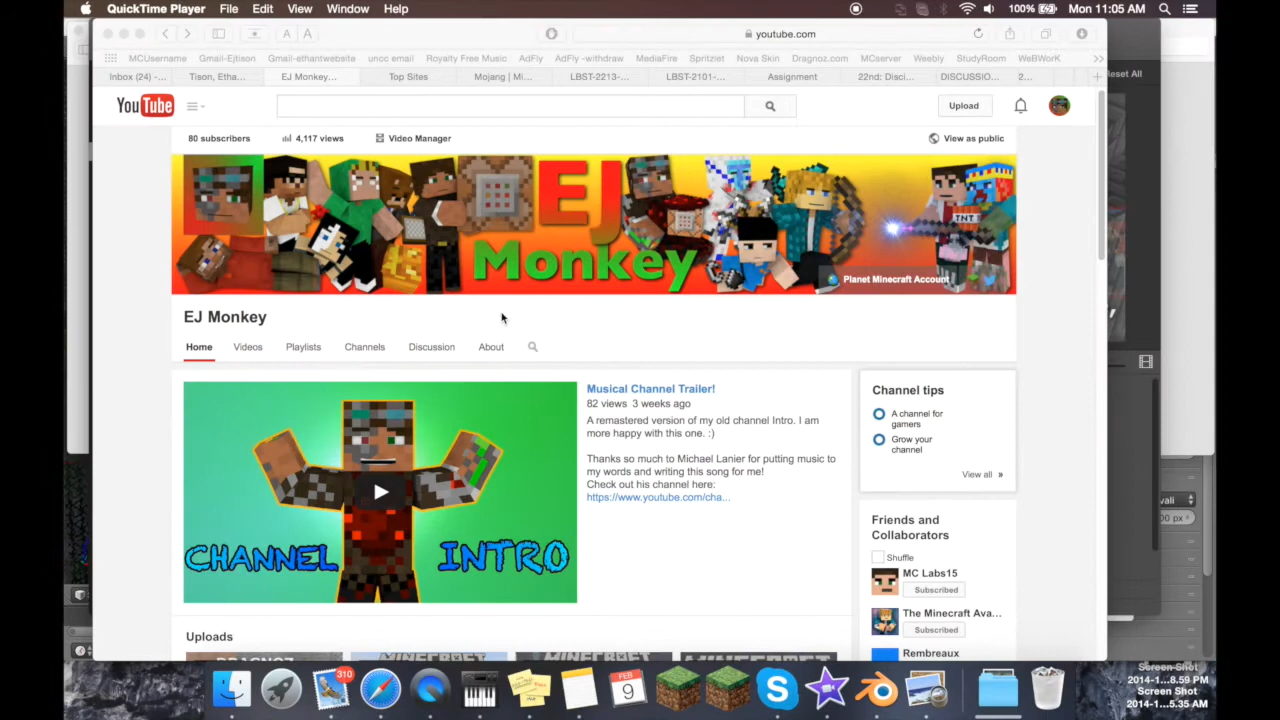 QuickTime Player File Edit View Window Help 100% Mon 11:05 AM
youtube.com
MCUsername Gmail-Ejtison Gmail-ethantwebsite uncc email Royalty Free Music AdFly AdFly -withdraw MediaFire Spritzlet Nova Skin Dragnoz.com MCserver Weebly StudyRoom WeBWorK
Inbox (24) -... Tison, Etha... EJ Monkey... Top Sites Mojang | Mi... LBST-2213-... LBST-2101-... Assignment 22nd: Disci... DISCUSSIO... 2...
Reset All
YouTube Upload
80 subscribers 4,117 views Video Manager View as public
EJ
Monkey
TNT
Planet Minecraft Account
EJ Monkey
Home Videos Playlists Channels Discussion About
Musical Channel Trailer!
82 views 3 weeks ago
A remastered version of my old channel Intro. I am
more happy with this one. :)
Thanks so much to Michael Lanier for putting music to
my words and writing this song for me!
Check out his channel here:
https://www.youtube.com/cha...
CHANNEL INTRO
Channel tips
A channel for
gamers
Grow your
channel
View all »
Friends and
Collaborators
Shuffle
MC Labs15
Subscribed
The Minecraft Ava...
Subscribed
Rembreaux
Uploads
vali
00 px
310
FEB
9
Screen Shot
2014-1...8.59 PM
Screen Shot
2014-1...5.35 AM